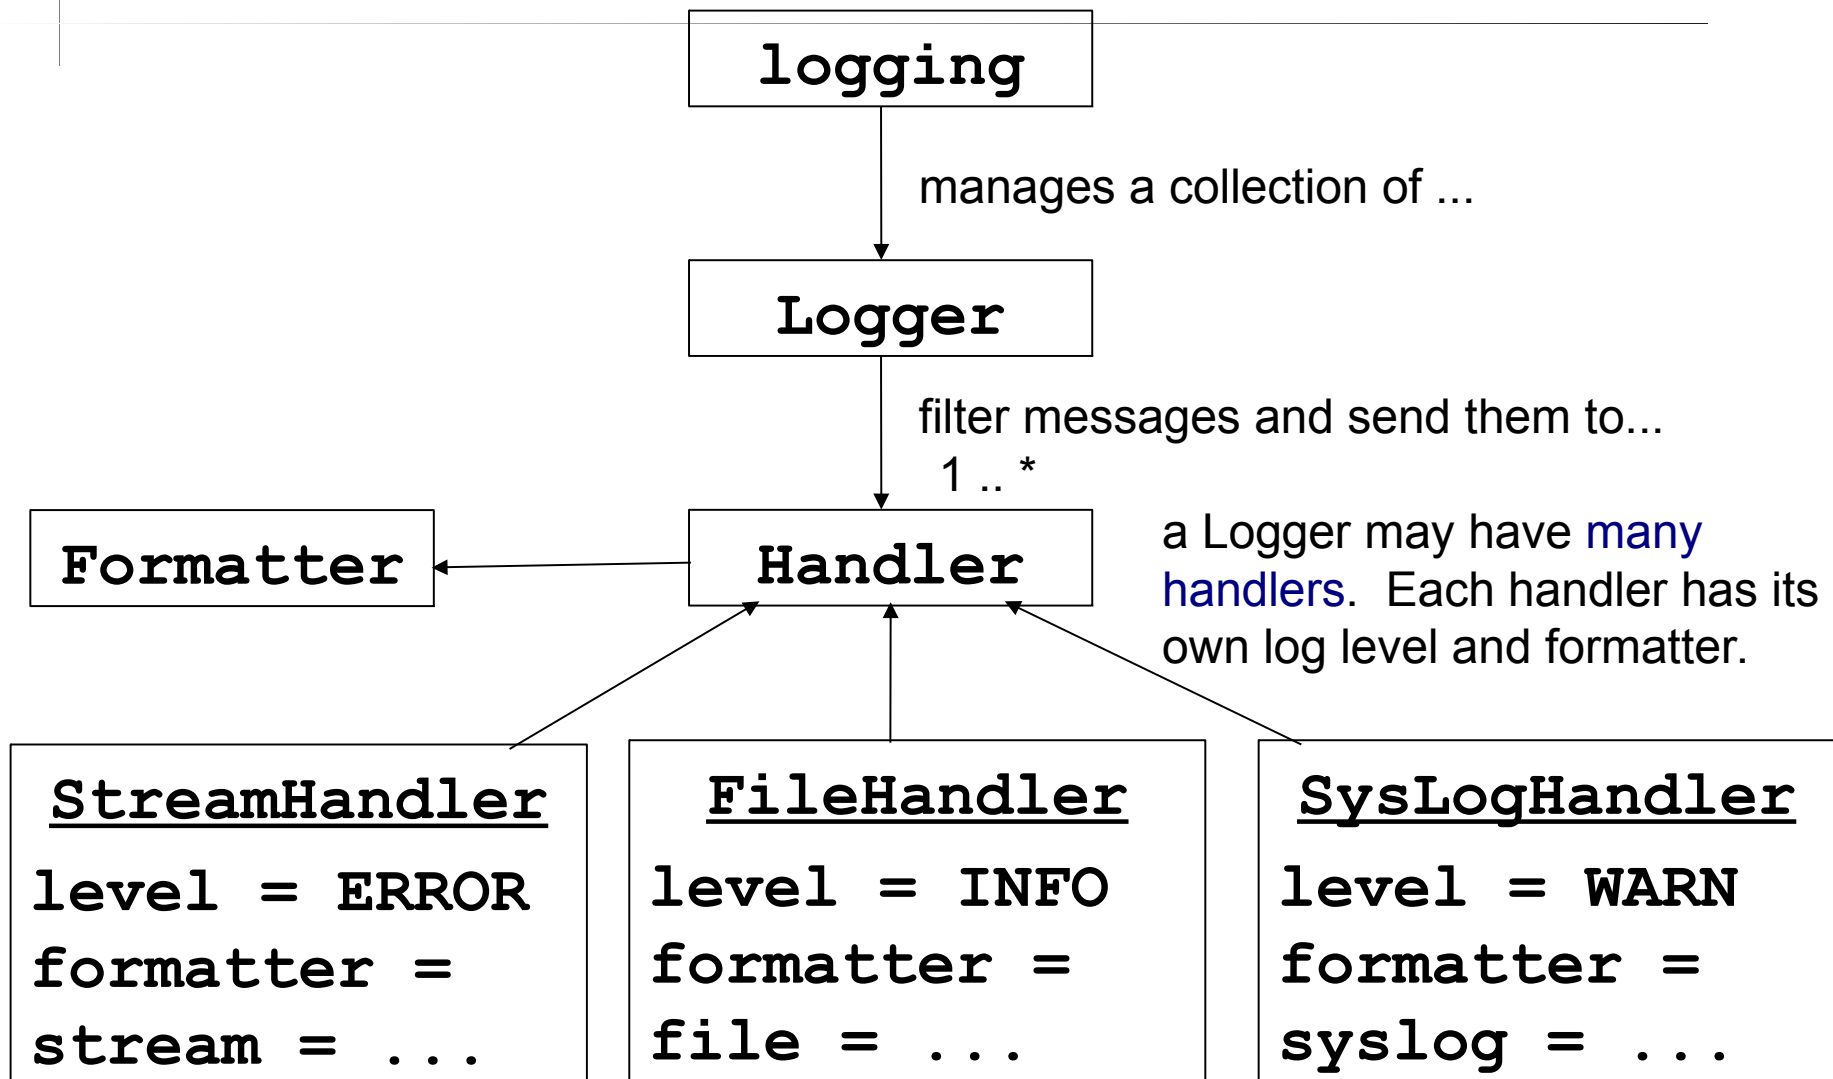 logging
manages a collection of ...
Logger
filter messages and send them to...
1 .. *
Formatter
Handler
a Logger may have many
handlers. Each handler has its
own log level and formatter.
StreamHandler
level = ERROR
formatter =
stream = ...
FileHandler
level = INFO
formatter =
file = ...
SysLogHandler
level = WARN
formatter =
syslog = ...